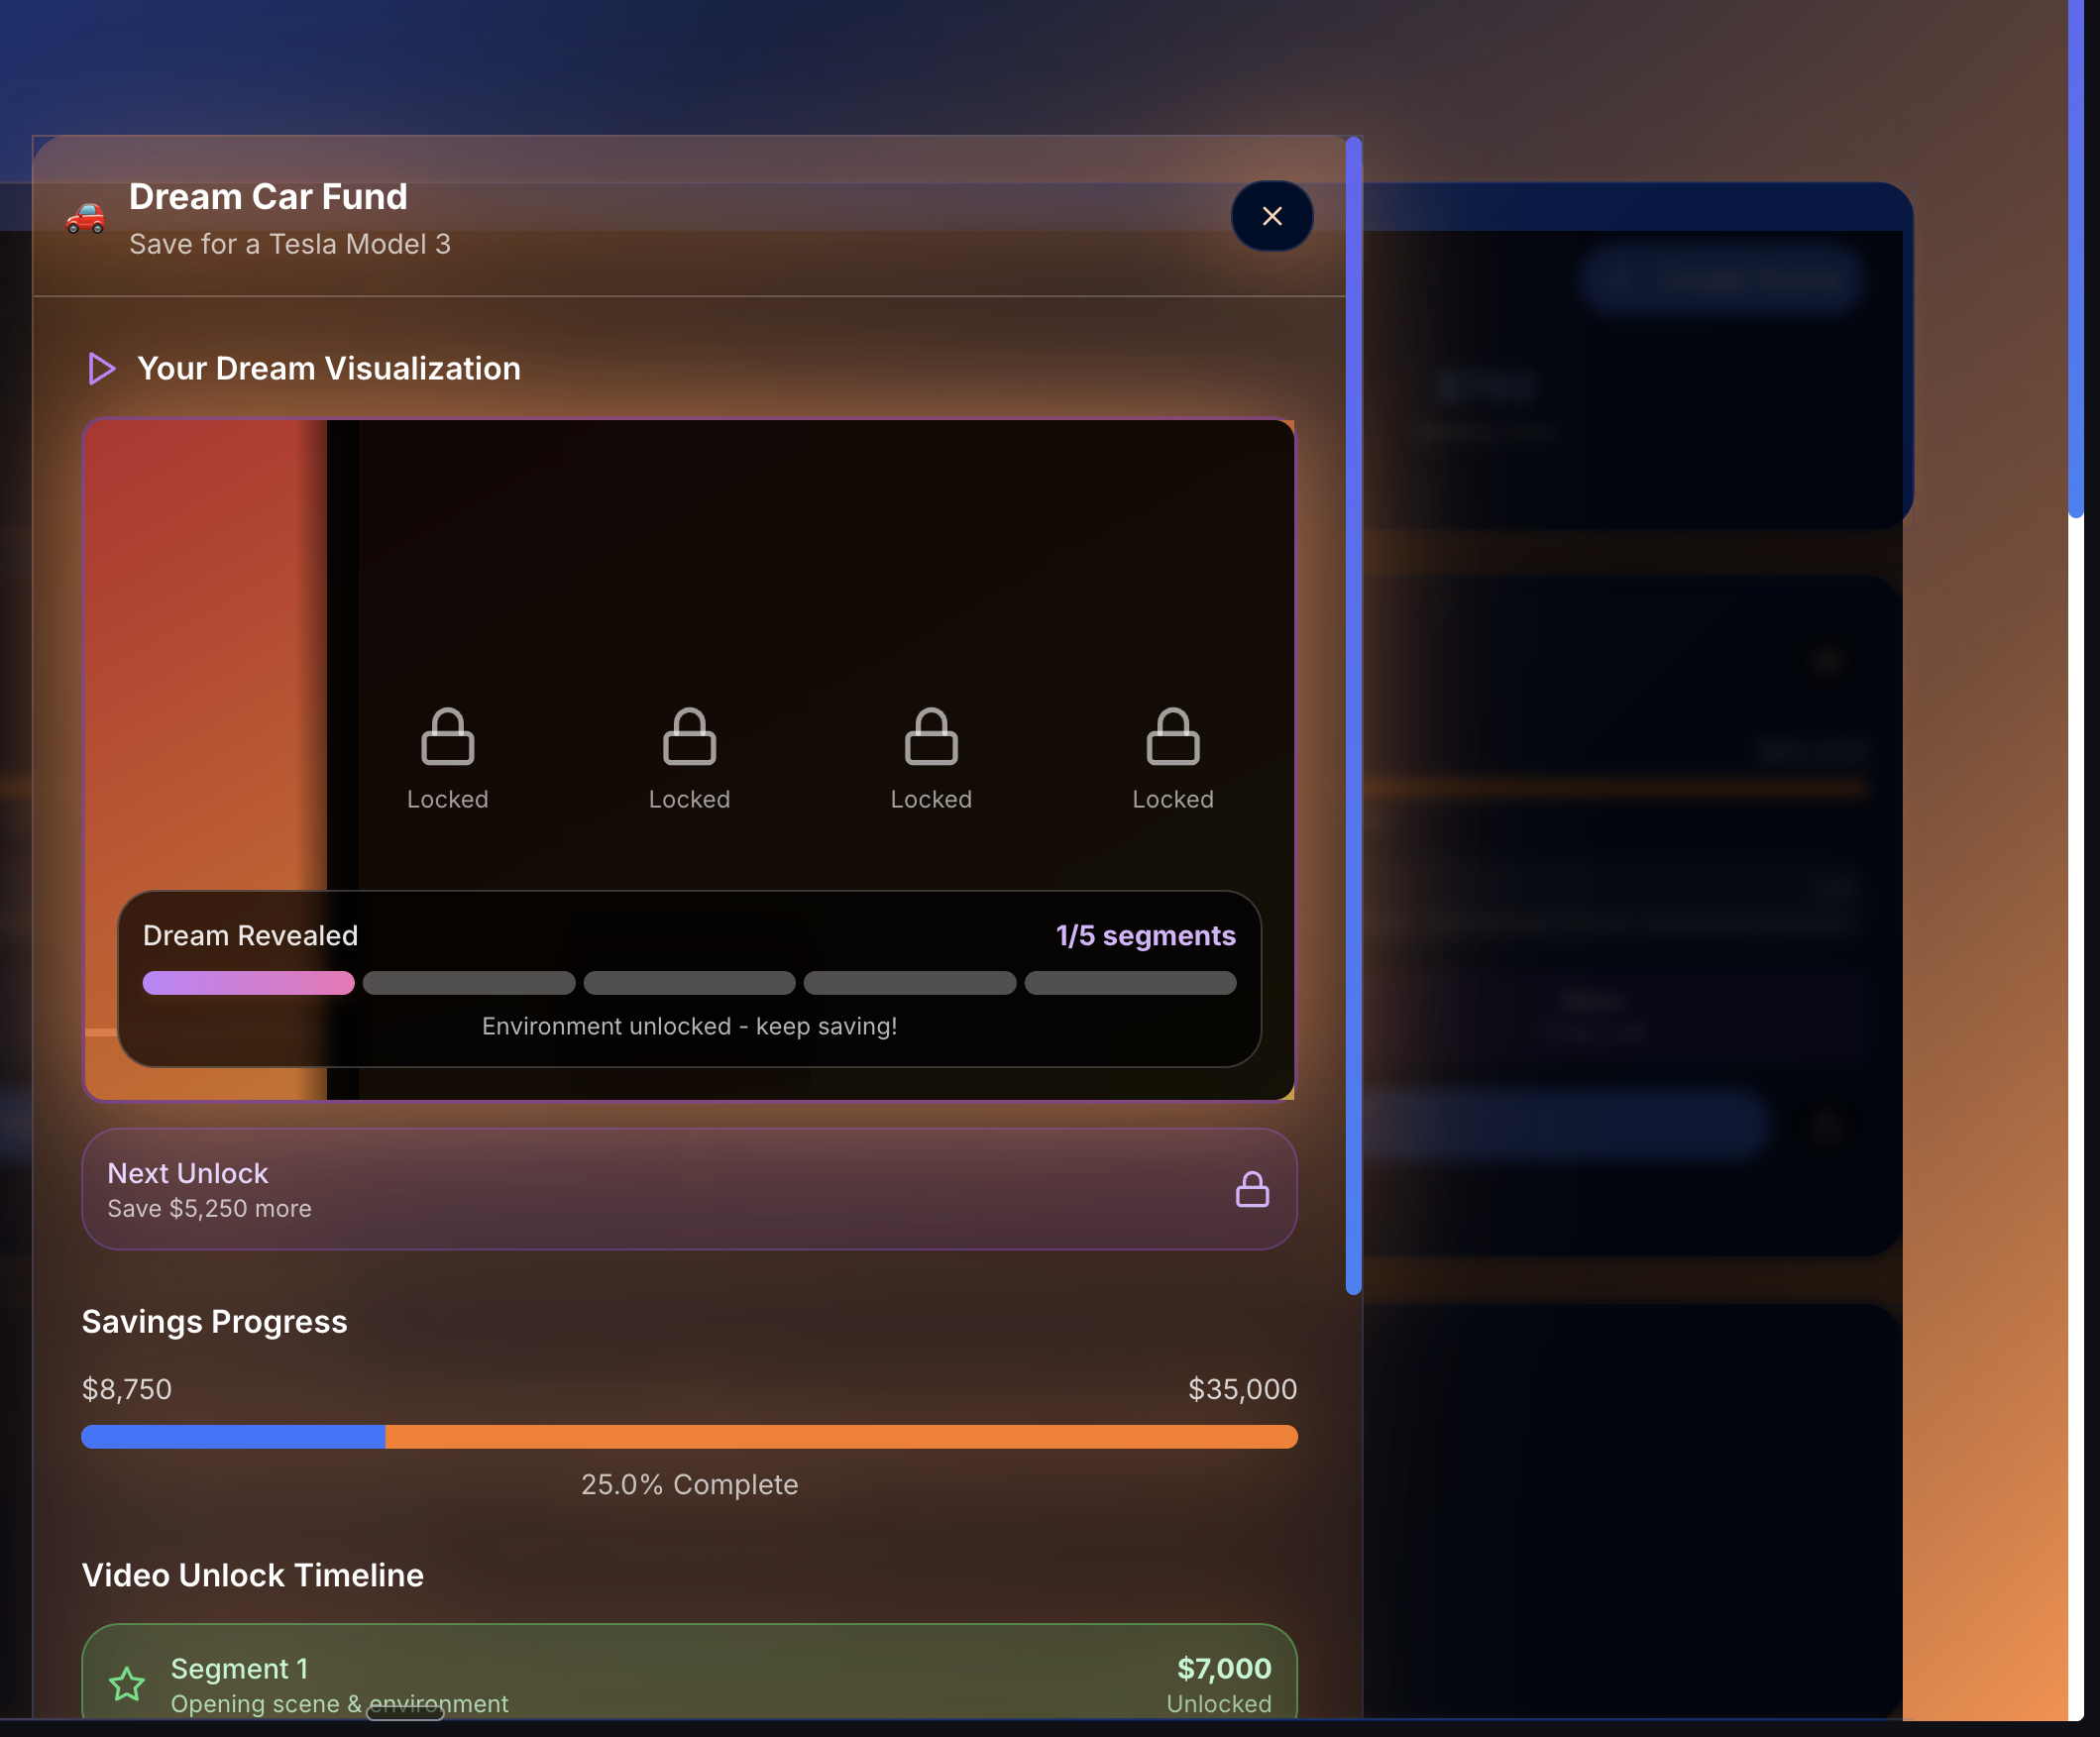 Dream Car Fund
Save for a Tesla Model 3
Your Dream Visualization
Locked
Locked
Locked
Locked
Dream Revealed
1/5 segments
Environment unlocked - keep saving!
Next Unlock
Save $5,250 more
Savings Progress
$8,750
$35,000
25.0% Complete
Video Unlock Timeline
Segment 1
$7,000
Opening scene & environment
Unlocked